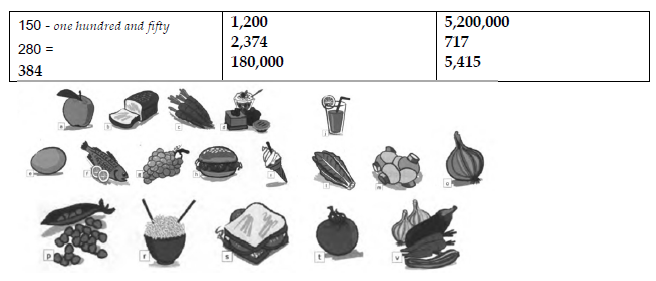 150 - one hundred and fifty
280 =
384
1,200
2,374
180,000
5,200,000
717
5,415
a
b
c
d
j
e
f
g
h
i
l
m
p
r
s
t
v